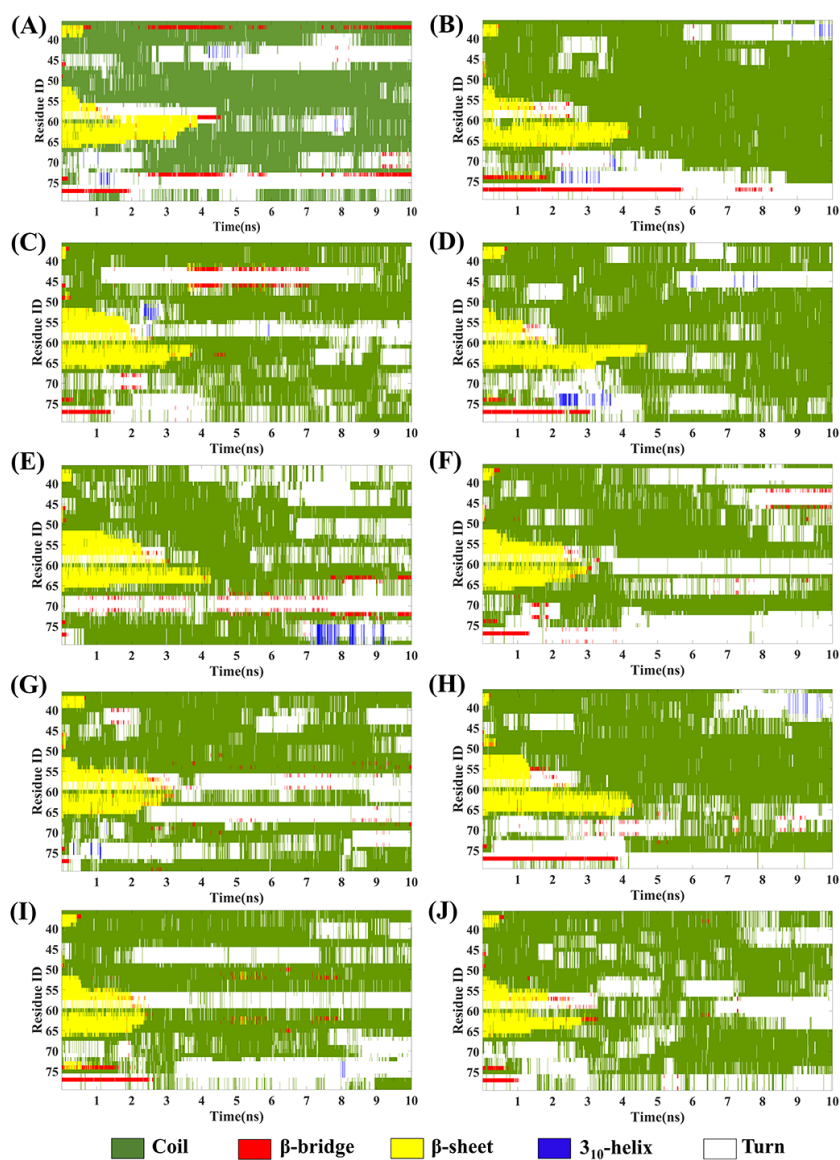 (A)
Residue ID
40
45
50
55
60
65
70
75
1 2 3 4 5 6 7 8 9 10
Time(ns)
(B)
Residue ID
40
45
50
55
60
65
70
75
1 2 3 4 5 6 7 8 9 10
Time(ns)
(C)
Residue ID
40
45
50
55
60
65
70
75
1 2 3 4 5 6 7 8 9 10
Time(ns)
(D)
Residue ID
40
45
50
55
60
65
70
75
1 2 3 4 5 6 7 8 9 10
Time(ns)
(E)
Residue ID
40
45
50
55
60
65
70
75
1 2 3 4 5 6 7 8 9 10
Time(ns)
(F)
Residue ID
40
45
50
55
60
65
70
75
1 2 3 4 5 6 7 8 9 10
Time(ns)
(G)
Residue ID
40
45
50
55
60
65
70
75
1 2 3 4 5 6 7 8 9 10
Time(ns)
(H)
Residue ID
40
45
50
55
60
65
70
75
1 2 3 4 5 6 7 8 9 10
Time(ns)
(I)
Residue ID
40
45
50
55
60
65
70
75
1 2 3 4 5 6 7 8 9 10
Time(ns)
(J)
Residue ID
40
45
50
55
60
65
70
75
1 2 3 4 5 6 7 8 9 10
Time(ns)
Coil β-bridge β-sheet 3₁₀-helix Turn